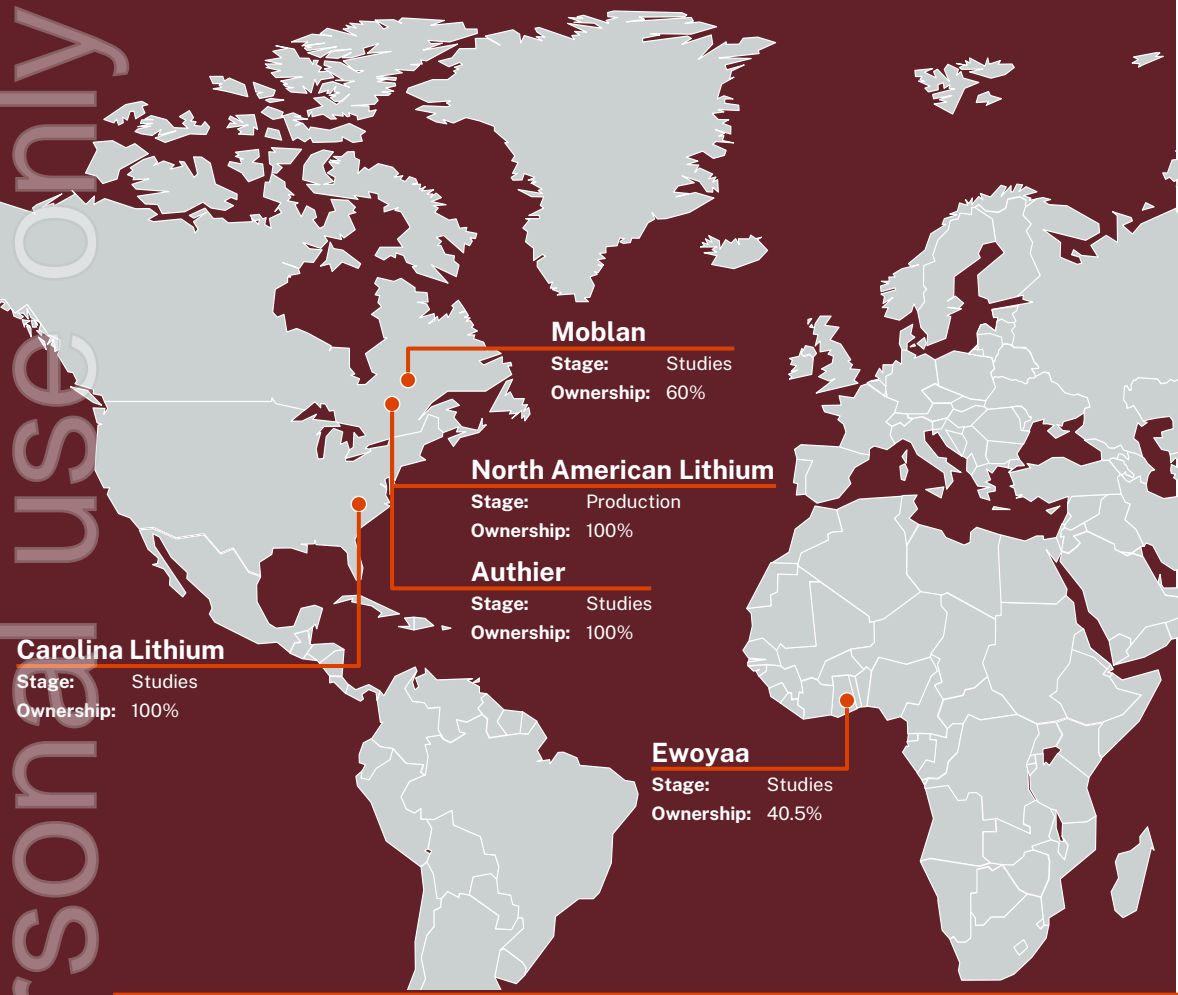 Moblan
Stage: Studies
Ownership: 60%
North American Lithium
Stage: Production
Ownership: 100%
Authier
Stage: Studies
Ownership: 100%
Carolina Lithium
Stage: Studies
Ownership: 100%
Ewoyaa
Stage: Studies
Ownership: 40.5%
rsonal use only